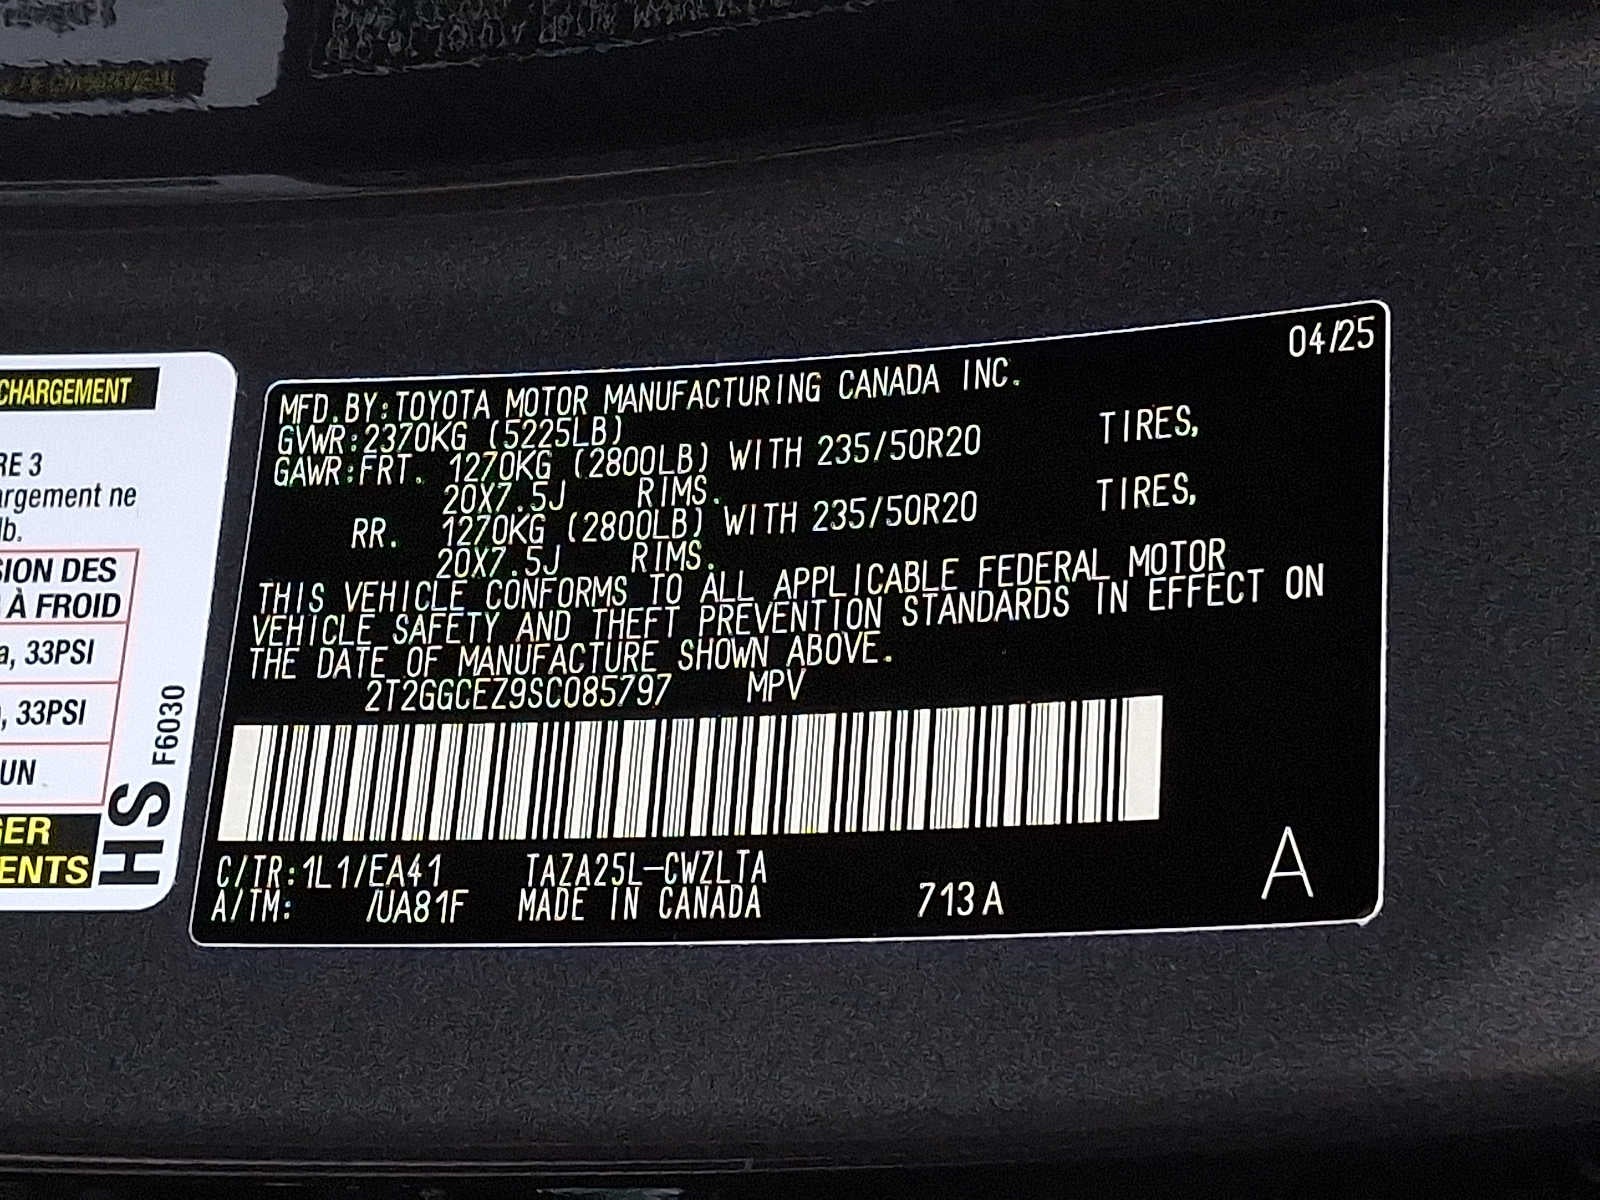 CHARGEMENT
RE 3
argement ne
lb.
SION DES
À FROID
a, 33PSI
, 33PSI
UN
GER
ENTS
HS
F6030
04/25
MFD.BY:TOYOTA MOTOR MANUFACTURING CANADA INC.
GVWR:2370KG (5225LB)
GAWR:FRT. 1270KG (2800LB) WITH 235/50R20 TIRES,
20X7.5J RIMS.
RR. 1270KG (2800LB) WITH 235/50R20 TIRES,
20X7.5J RIMS.
THIS VEHICLE CONFORMS TO ALL APPLICABLE FEDERAL MOTOR
VEHICLE SAFETY AND THEFT PREVENTION STANDARDS IN EFFECT ON
THE DATE OF MANUFACTURE SHOWN ABOVE.
2T2GGCEZ9SC085797 MPV
C/TR:1L1/EA41 TAZA25L-CWZLTA
A/TM: /UA81F MADE IN CANADA 713A
A